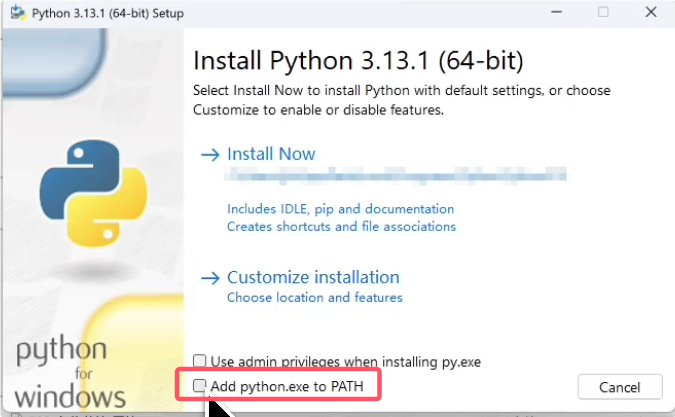 Python 3.13.1 (64-bit) Setup
Install Python 3.13.1 (64-bit)
Select Install Now to install Python with default settings, or choose
Customize to enable or disable features.
Install Now
Includes IDLE, pip and documentation
Creates shortcuts and file associations
Customize installation
Choose location and features
Use admin privileges when installing py.exe
Add python.exe to PATH
python
for
windows
Cancel